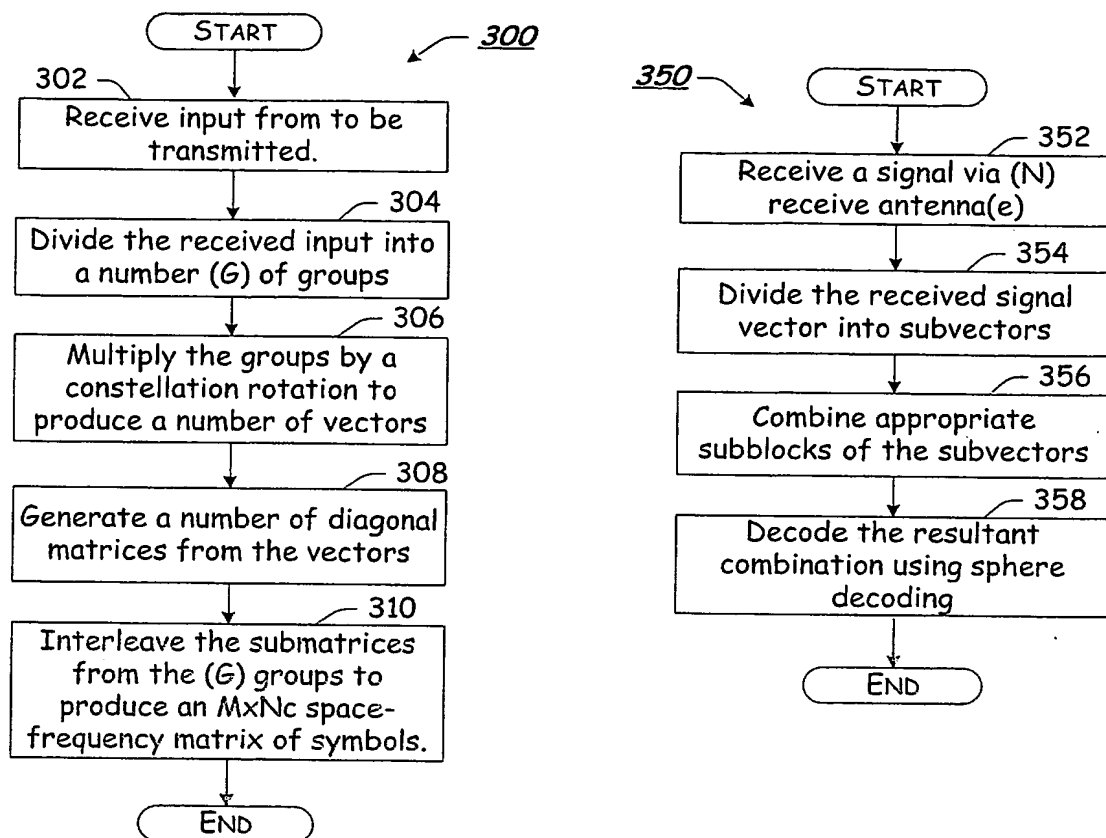 START
300
302
Receive input from to be
transmitted.
304
Divide the received input into
a number (G) of groups
306
Multiply the groups by a
constellation rotation to
produce a number of vectors
308
Generate a number of diagonal
matrices from the vectors
310
Interleave the submatrices
from the (G) groups to
produce an MxNc space-
frequency matrix of symbols.
END
350
START
352
Receive a signal via (N)
receive antenna(e)
354
Divide the received signal
vector into subvectors
356
Combine appropriate
subblocks of the subvectors
358
Decode the resultant
combination using sphere
decoding
END